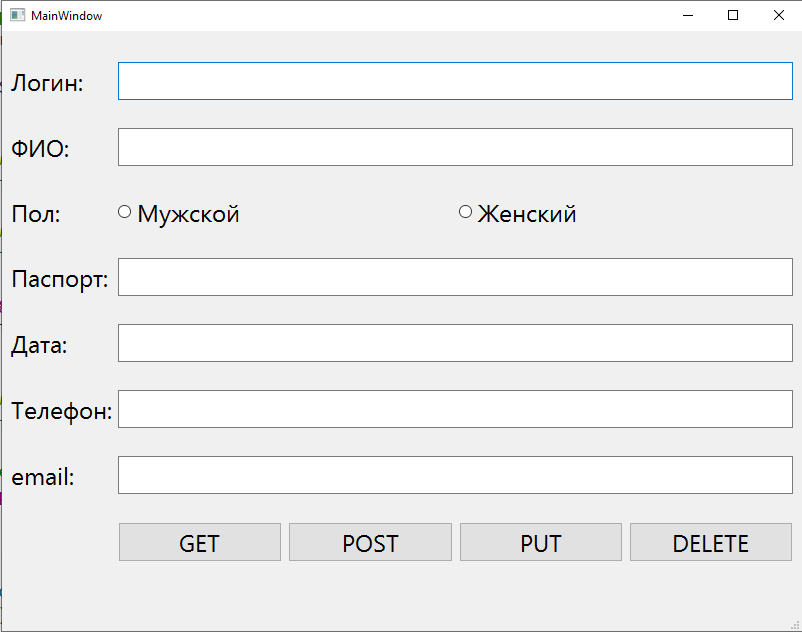 MainWindow
Логин:
ФИО:
Пол: Мужской Женский
Паспорт:
Дата:
Телефон:
email:
GET POST PUT DELETE